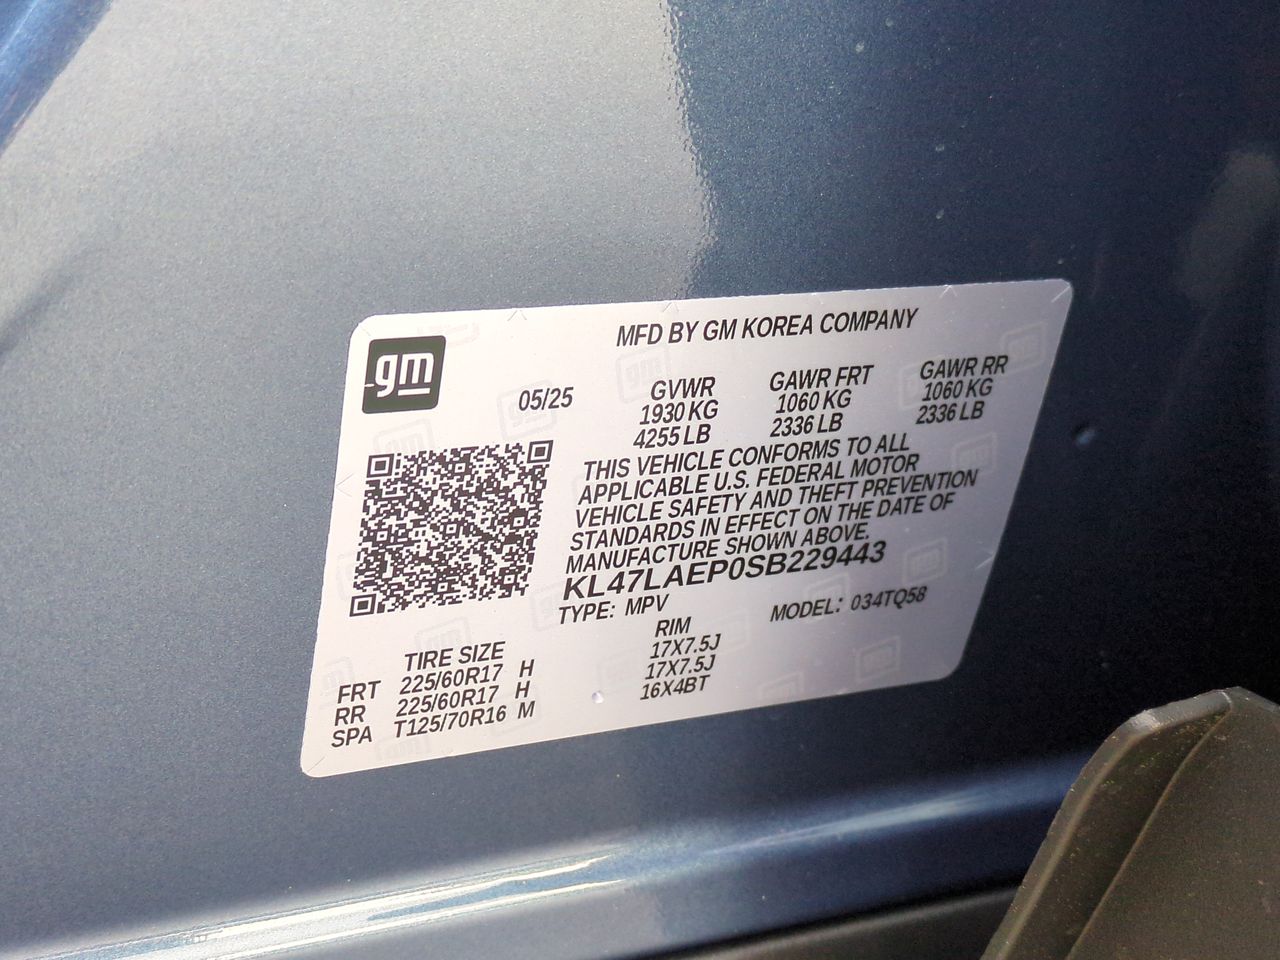 gm
MFD BY GM KOREA COMPANY
05/25
GVWR GAWR FRT GAWR RR
1930 KG 1060 KG 1060 KG
4255 LB 2336 LB 2336 LB
THIS VEHICLE CONFORMS TO ALL
APPLICABLE U.S. FEDERAL MOTOR
VEHICLE SAFETY AND THEFT PREVENTION
STANDARDS IN EFFECT ON THE DATE OF
MANUFACTURE SHOWN ABOVE.
KL47LAEP0SB229443
TYPE: MPV MODEL: 034TQ58
TIRE SIZE RIM
FRT 225/60R17 H 17X7.5J
RR 225/60R17 H 17X7.5J
SPA T125/70R16 M 16X4BT